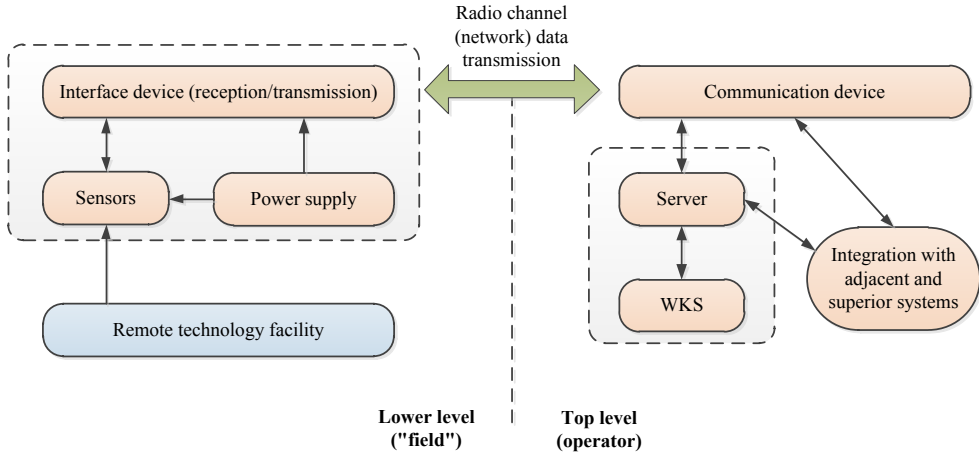 Radio channel
(network) data
transmission
Interface device (reception/transmission)
Communication device
Sensors
Power supply
Server
Integration with
adjacent and
superior systems
WKS
Remote technology facility
Lower level
("field")
Top level
(operator)